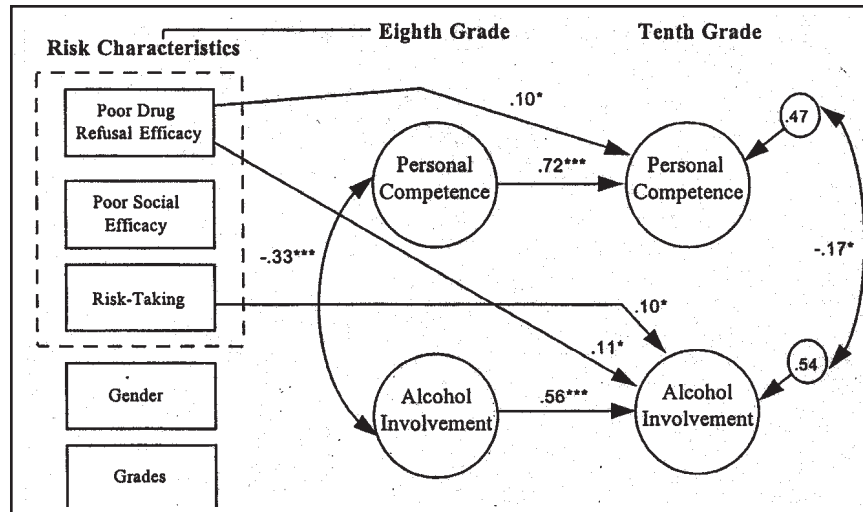 Risk Characteristics
Eighth Grade
Tenth Grade
Poor Drug
Refusal Efficacy
Poor Social
Efficacy
Risk-Taking
Gender
Grades
Personal
Competence
Alcohol
Involvement
Personal
Competence
Alcohol
Involvement
.10*
.72***
-.33***
.10*
.11*
.56***
.47
-.17*
.54